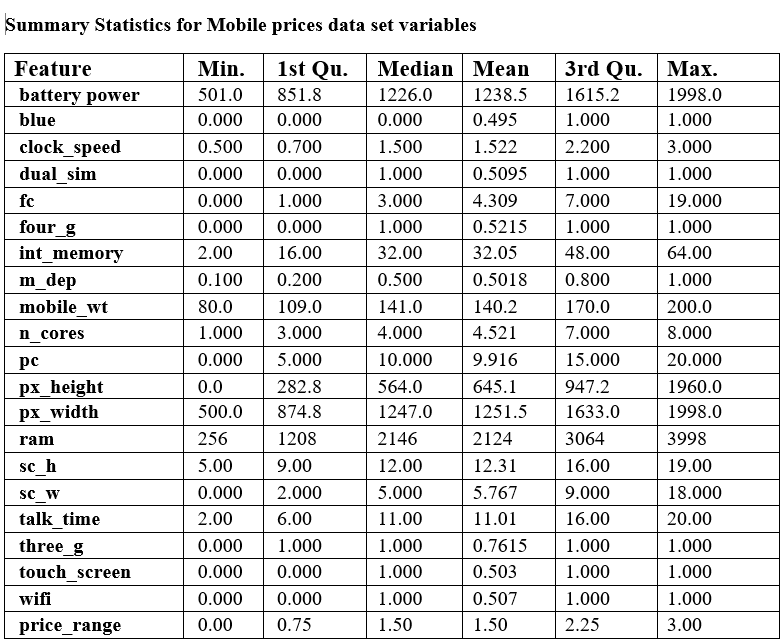 Summary Statistics for Mobile prices data set variables
Feature Min. 1st Qu. Median Mean 3rd Qu. Max.
battery power 501.0 851.8 1226.0 1238.5 1615.2 1998.0
blue 0.000 0.000 0.000 0.495 1.000 1.000
clock_speed 0.500 0.700 1.500 1.522 2.200 3.000
dual_sim 0.000 0.000 1.000 0.5095 1.000 1.000
fc 0.000 1.000 3.000 4.309 7.000 19.000
four_g 0.000 0.000 1.000 0.5215 1.000 1.000
int_memory 2.00 16.00 32.00 32.05 48.00 64.00
m_dep 0.100 0.200 0.500 0.5018 0.800 1.000
mobile_wt 80.0 109.0 141.0 140.2 170.0 200.0
n_cores 1.000 3.000 4.000 4.521 7.000 8.000
pc 0.000 5.000 10.000 9.916 15.000 20.000
px_height 0.0 282.8 564.0 645.1 947.2 1960.0
px_width 500.0 874.8 1247.0 1251.5 1633.0 1998.0
ram 256 1208 2146 2124 3064 3998
sc_h 5.00 9.00 12.00 12.31 16.00 19.00
sc_w 0.000 2.000 5.000 5.767 9.000 18.000
talk_time 2.00 6.00 11.00 11.01 16.00 20.00
three_g 0.000 1.000 1.000 0.7615 1.000 1.000
touch_screen 0.000 0.000 1.000 0.503 1.000 1.000
wifi 0.000 0.000 1.000 0.507 1.000 1.000
price_range 0.00 0.75 1.50 1.50 2.25 3.00